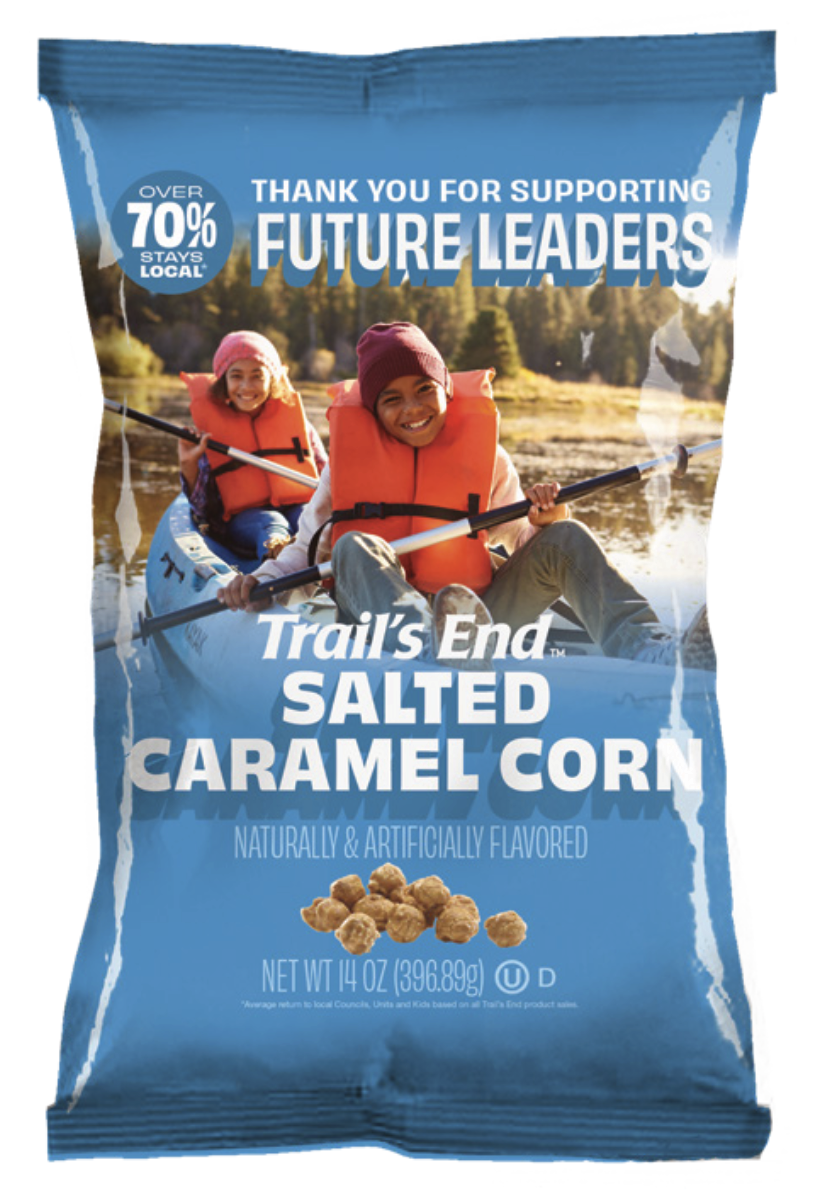 OVER
70%
STAYS
LOCAL*
THANK YOU FOR SUPPORTING
FUTURE LEADERS
Trail's End™
SALTED
CARAMEL CORN
NATURALLY & ARTIFICIALLY FLAVORED
NET WT 14 OZ (396.89g) U D
*Average return to local Councils, Units and Kids based on all Trail's End product sales.